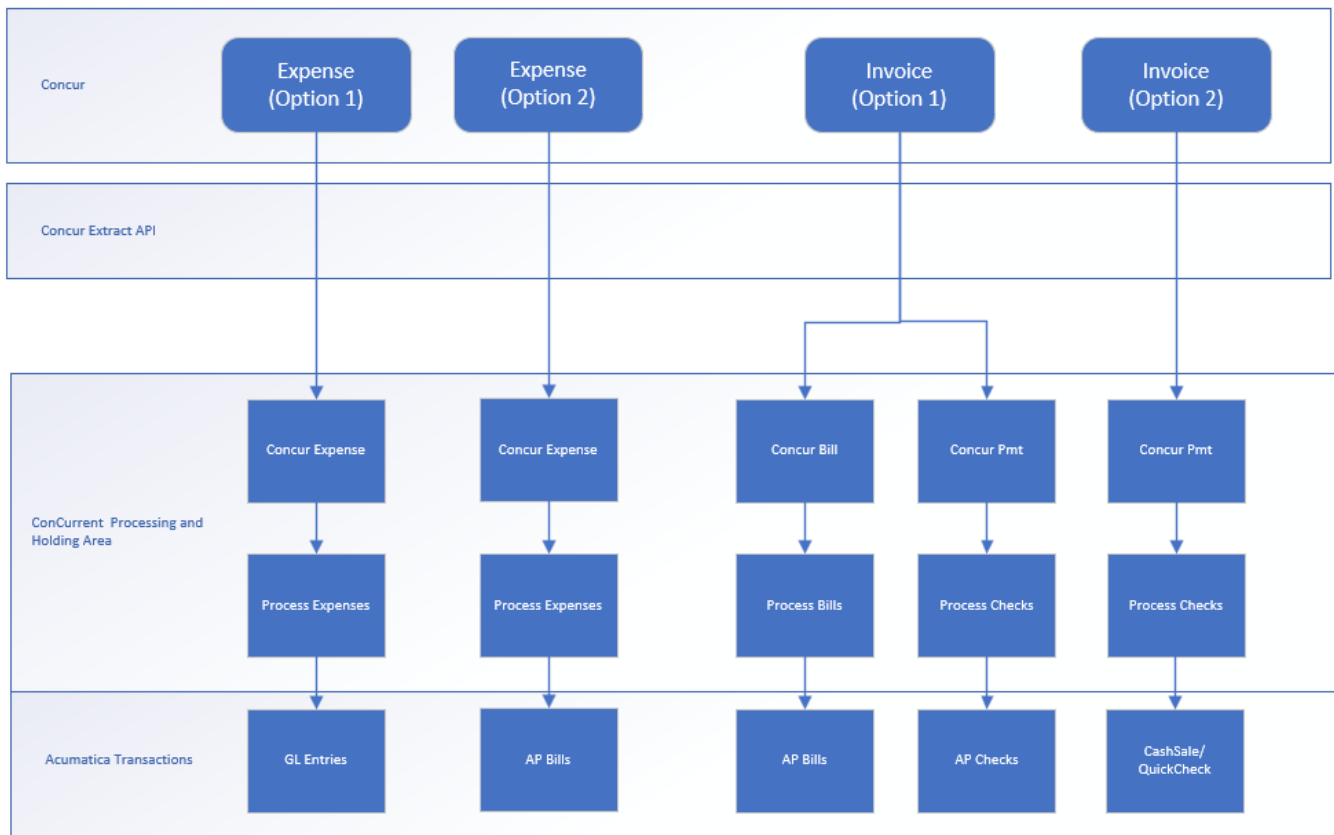 Concur
Expense
(Option 1)
Expense
(Option 2)
Invoice
(Option 1)
Invoice
(Option 2)
Concur Extract API
ConCurrent Processing and
Holding Area
Concur Expense
Concur Expense
Concur Bill
Concur Pmt
Concur Pmt
Process Expenses
Process Expenses
Process Bills
Process Checks
Process Checks
Acumatica Transactions
GL Entries
AP Bills
AP Bills
AP Checks
CashSale/
QuickCheck